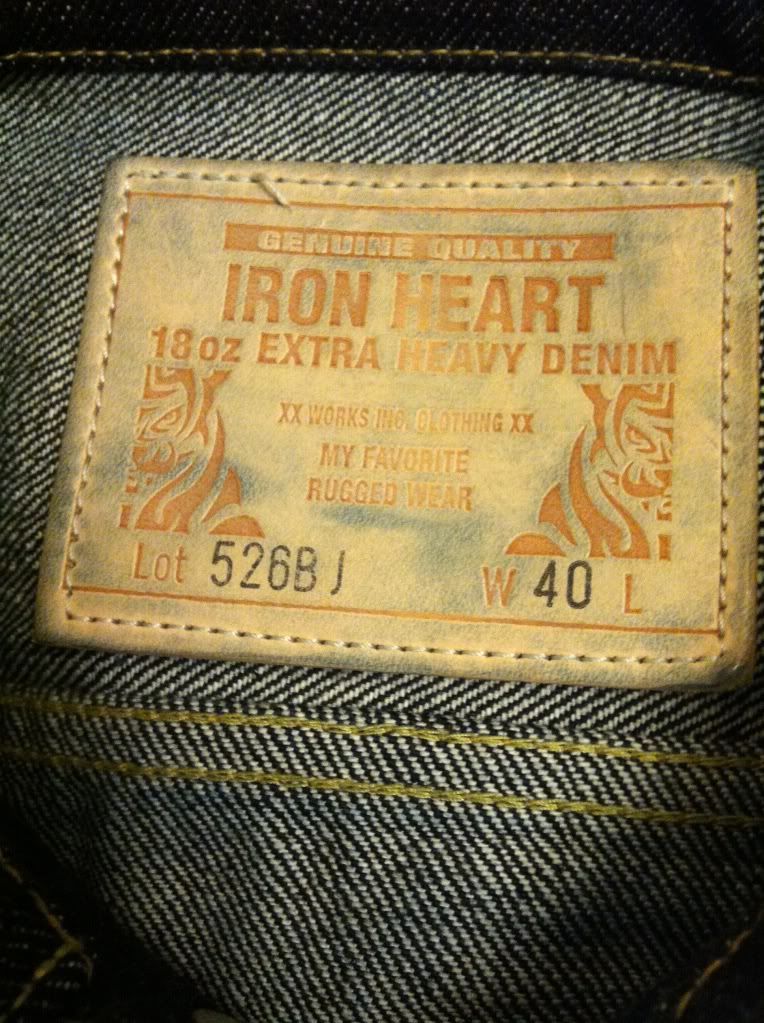 GENUINE QUALITY
IRON HEART
18oz EXTRA HEAVY DENIM
XX WORKS INC. CLOTHING XX
MY FAVORITE
RUGGED WEAR
Lot 526BJ W 40 L